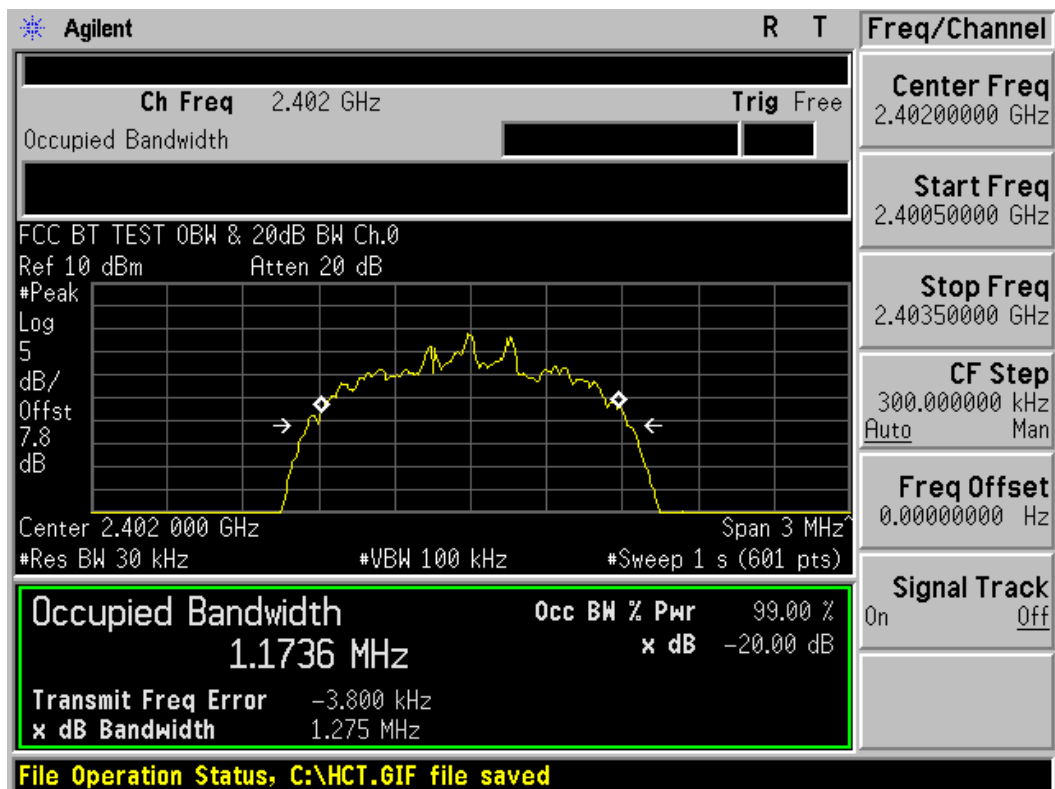 Agilent R T
Ch Freq 2.402 GHz Trig Free
Occupied Bandwidth
FCC BT TEST OBW & 20dB BW Ch.0
Ref 10 dBm Atten 20 dB
#Peak
Log
5
dB/
Offst
7.8
dB
Center 2.402 000 GHz Span 3 MHz^
#Res BW 30 kHz #VBW 100 kHz #Sweep 1 s (601 pts)
Occupied Bandwidth Occ BW % Pwr 99.00 %
1.1736 MHz x dB -20.00 dB
Transmit Freq Error -3.800 kHz
x dB Bandwidth 1.275 MHz
File Operation Status, C:\HCT.GIF file saved
Freq/Channel
Center Freq
2.40200000 GHz
Start Freq
2.40050000 GHz
Stop Freq
2.40350000 GHz
CF Step
300.000000 kHz
Auto Man
Freq Offset
0.00000000 Hz
Signal Track
On Off